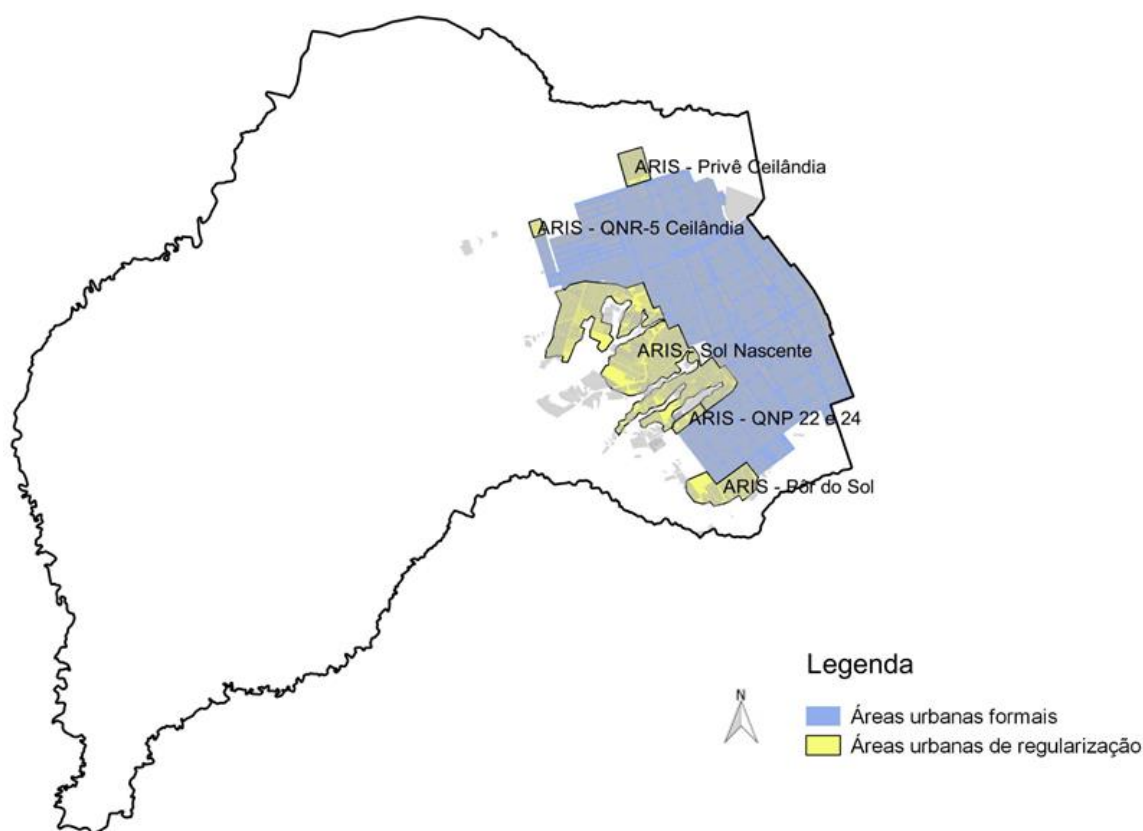 ARIS - Privê Ceilândia
ARIS - QNR-5 Ceilândia
ARIS - Sol Nascente
ARIS - QNP 22 e 24
ARIS - Pôr do Sol
Legenda
N
Áreas urbanas formais
Áreas urbanas de regularização